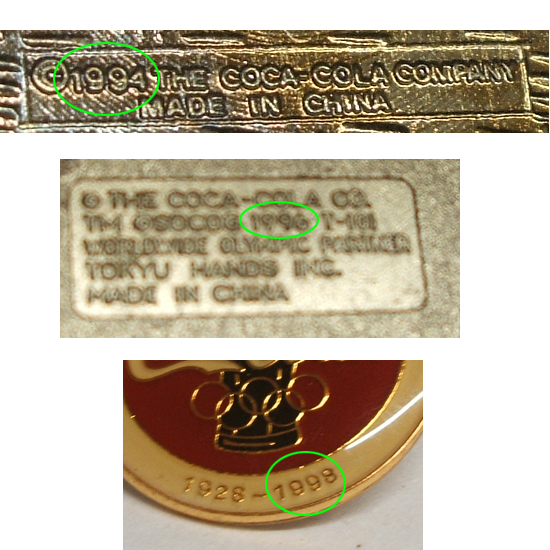 ©1994 THE COCA-COLA COMPANY
MADE IN CHINA
© THE COCA-COLA CO.
TM ©SOCOG 1996 T-101
WORLDWIDE OLYMPIC PARTNER
TOKYU HANDS INC.
MADE IN CHINA
1928-1998